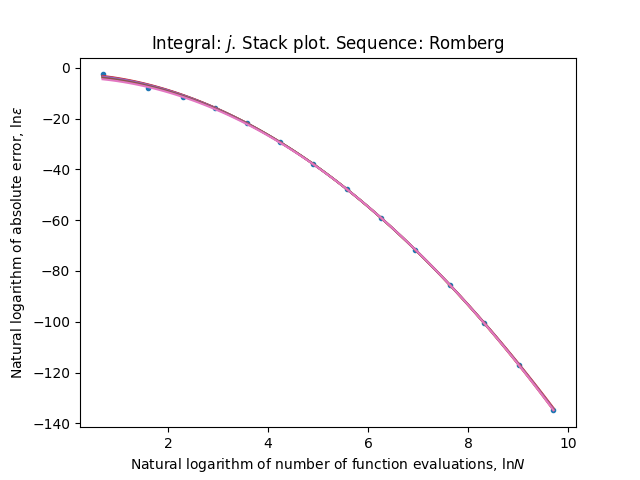 Integral: j. Stack plot. Sequence: Romberg
Natural logarithm of absolute error, lnε
0
−20
−40
−60
−80
−100
−120
−140
2 4 6 8 10
Natural logarithm of number of function evaluations, lnN